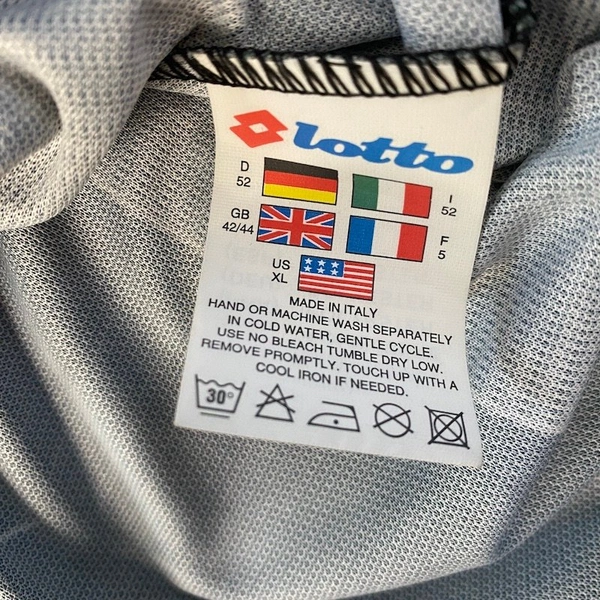 lotto
D
52
I
52
GB
42/44
F
5
US
XL
MADE IN ITALY
HAND OR MACHINE WASH SEPARATELY
IN COLD WATER, GENTLE CYCLE.
USE NO BLEACH TUMBLE DRY LOW.
REMOVE PROMPTLY. TOUCH UP WITH A
COOL IRON IF NEEDED.
30°